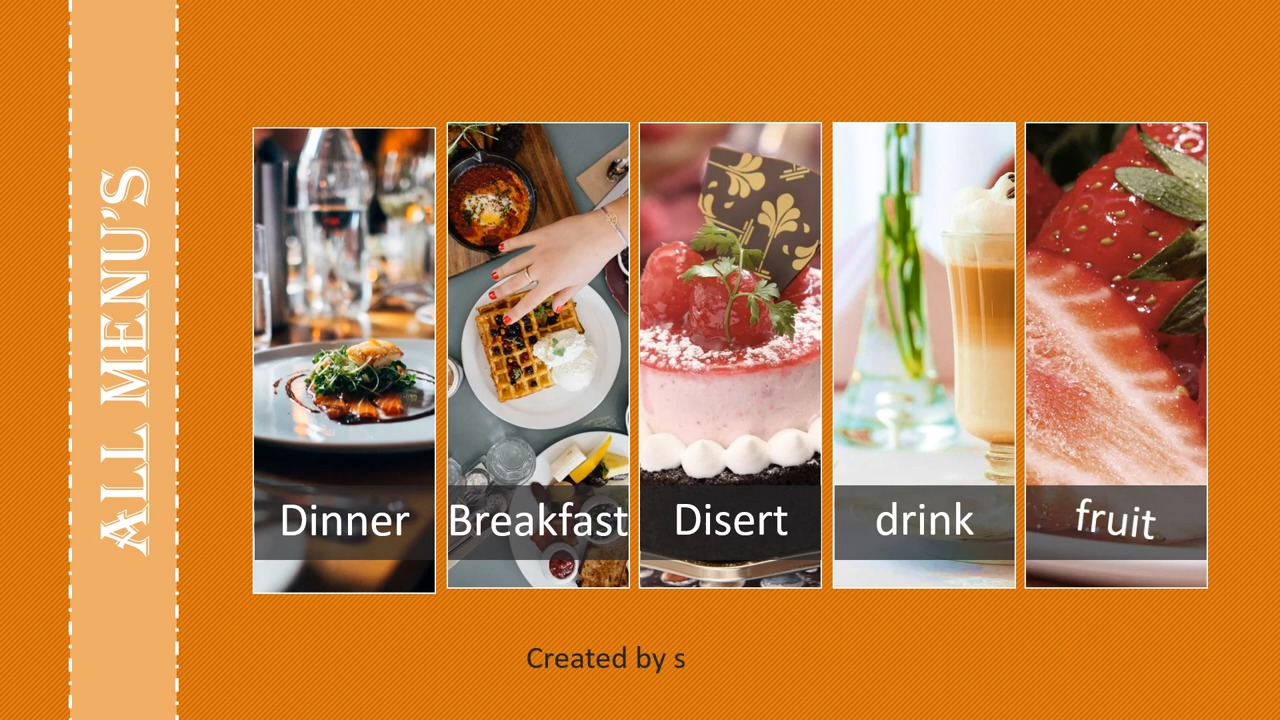 ALL MENU'S
Dinner
Breakfast
Disert
drink
fruit
Created by s